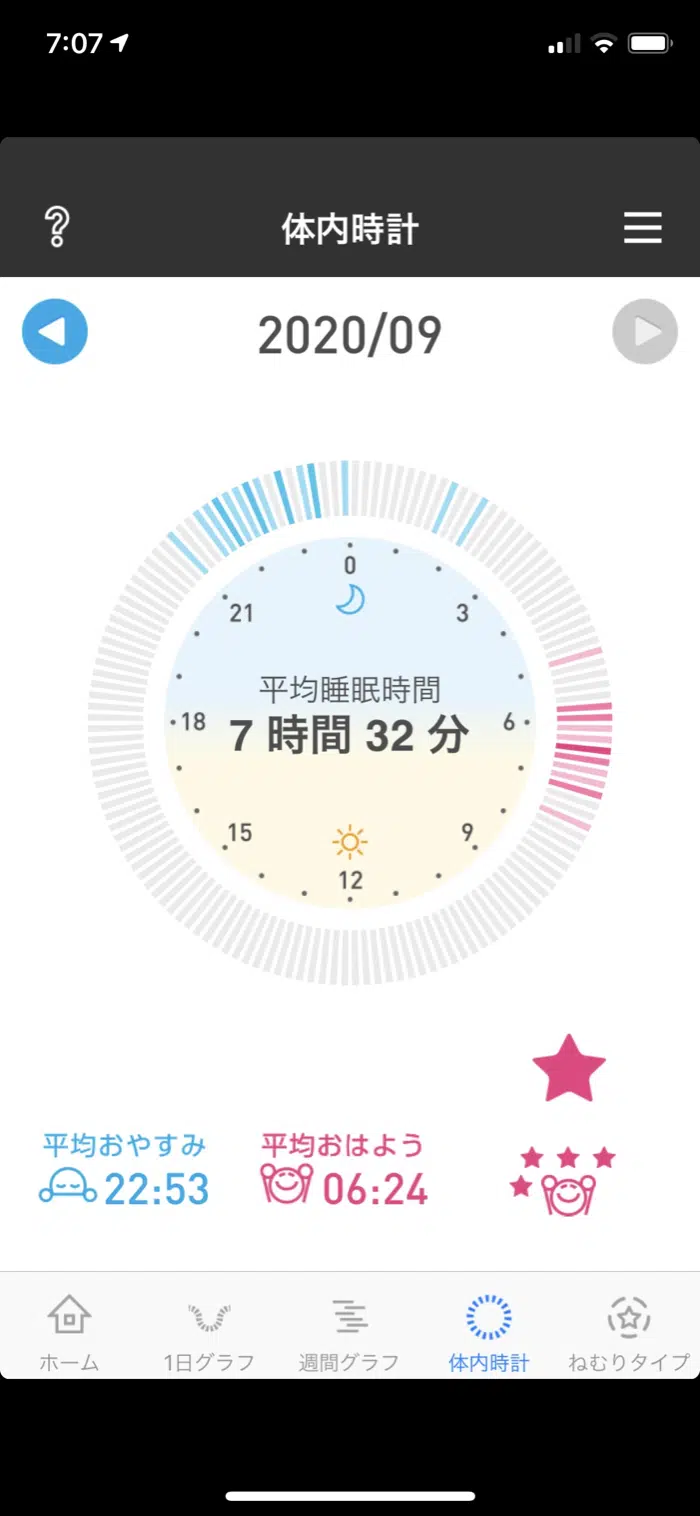 7:07
体内時計
2020/09
0
21
3
平均睡眠時間
18
7 時間 32 分
6
15
9
12
平均おやすみ
平均おはよう
22:53
06:24
ホーム
1日グラフ
週間グラフ
体内時計
ねむりタイプ